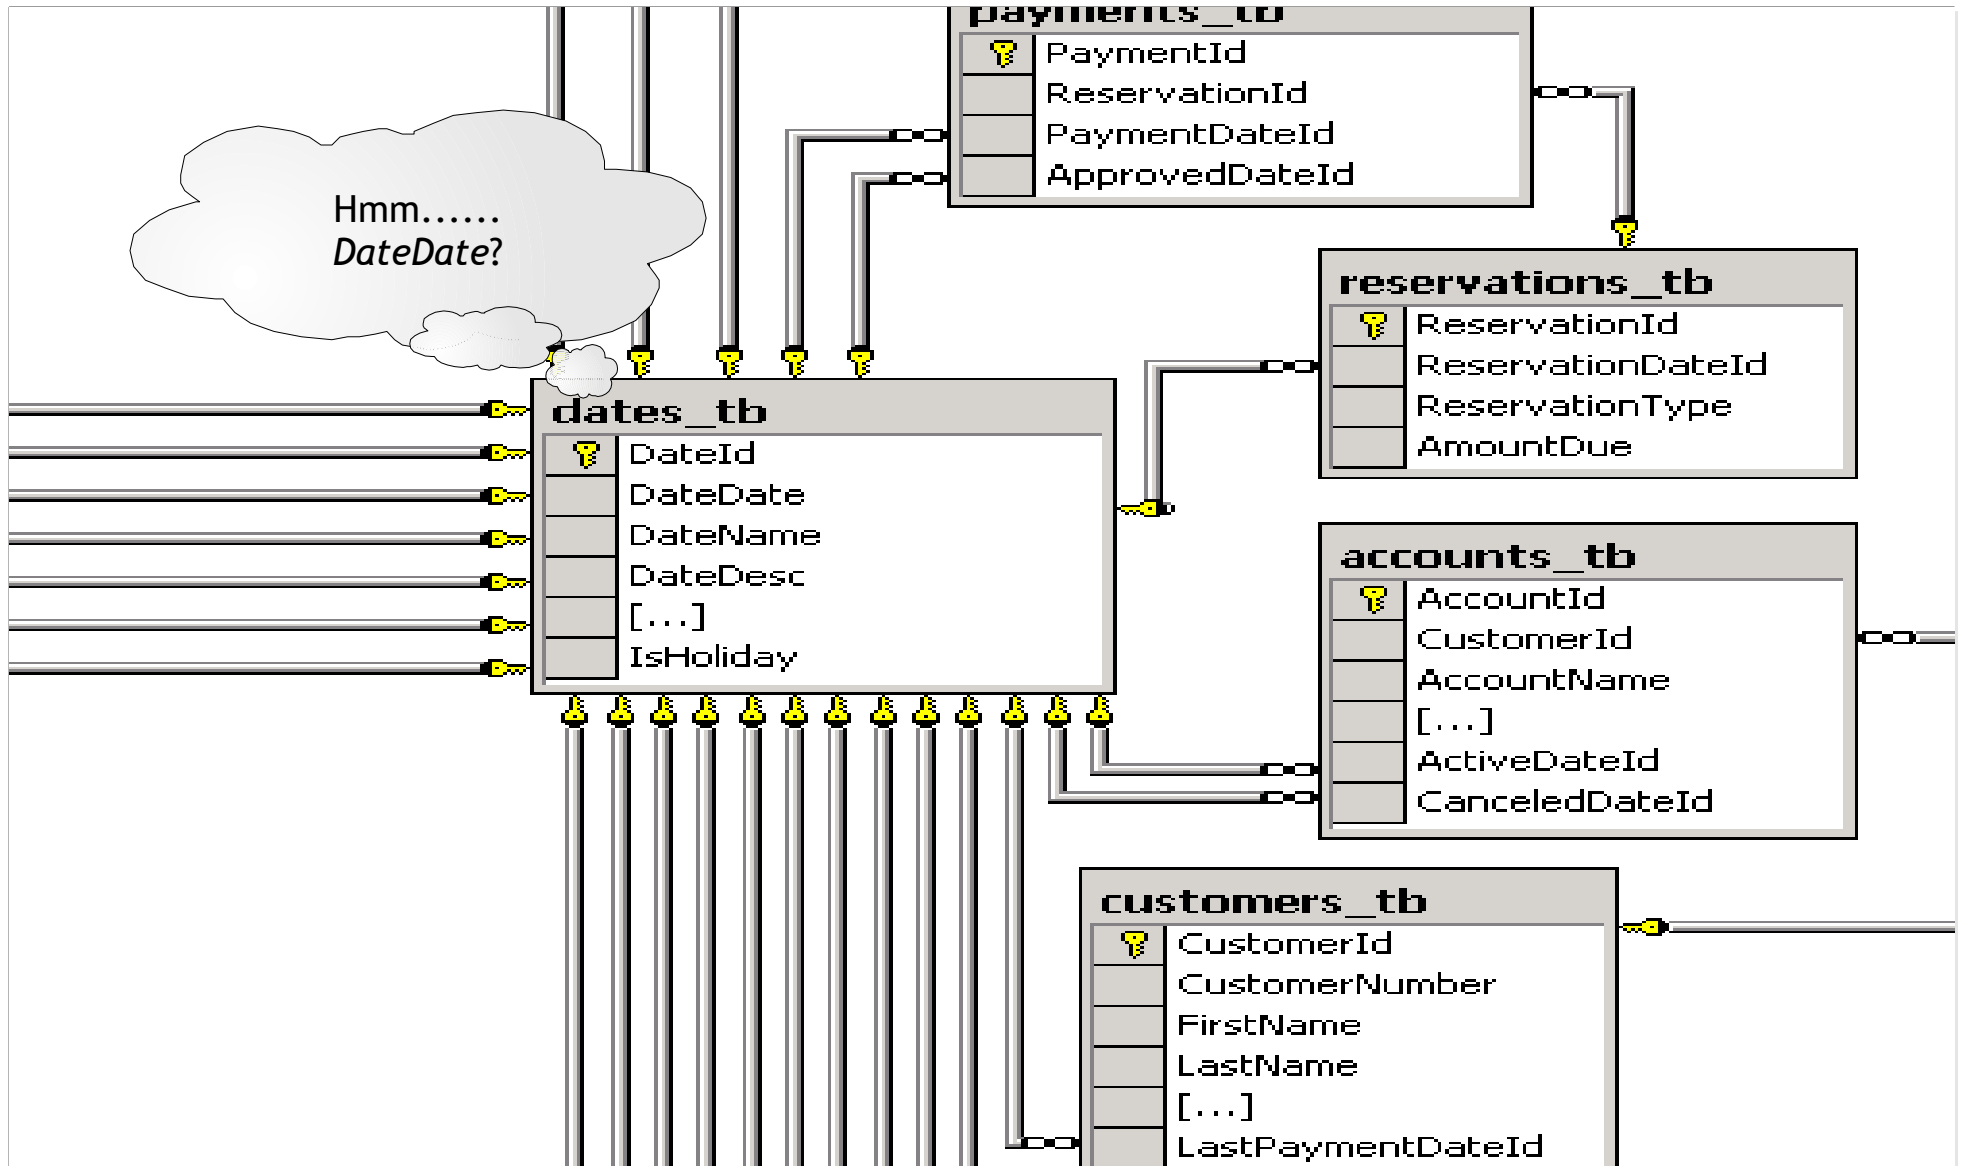 payments_tb
PaymentId
ReservationId
PaymentDateId
ApprovedDateId
Hmm......
DateDate?
reservations_tb
ReservationId
ReservationDateId
ReservationType
AmountDue
dates_tb
DateId
DateDate
DateName
DateDesc
[...]
IsHoliday
accounts_tb
AccountId
CustomerId
AccountName
[...]
ActiveDateId
CanceledDateId
customers_tb
CustomerId
CustomerNumber
FirstName
LastName
[...]
LastPaymentDateId